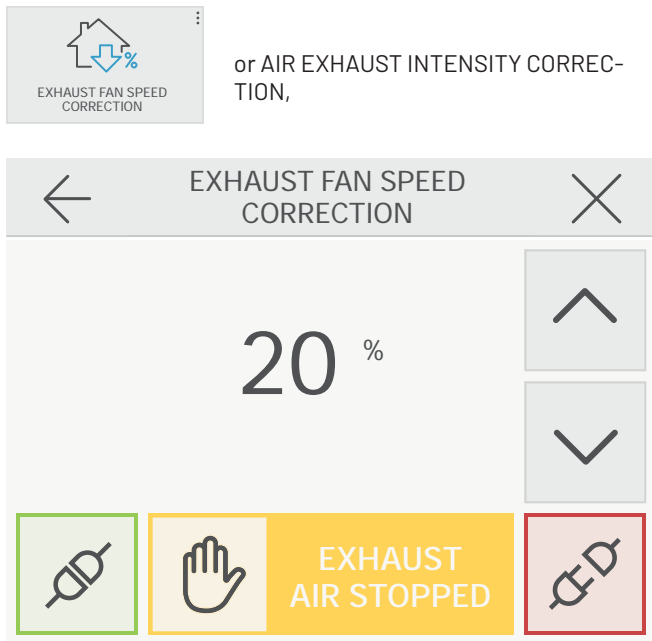 %
EXHAUST FAN SPEED
CORRECTION
or AIR EXHAUST INTENSITY CORREC-
TION,
EXHAUST FAN SPEED
CORRECTION
20 %
EXHAUST
AIR STOPPED